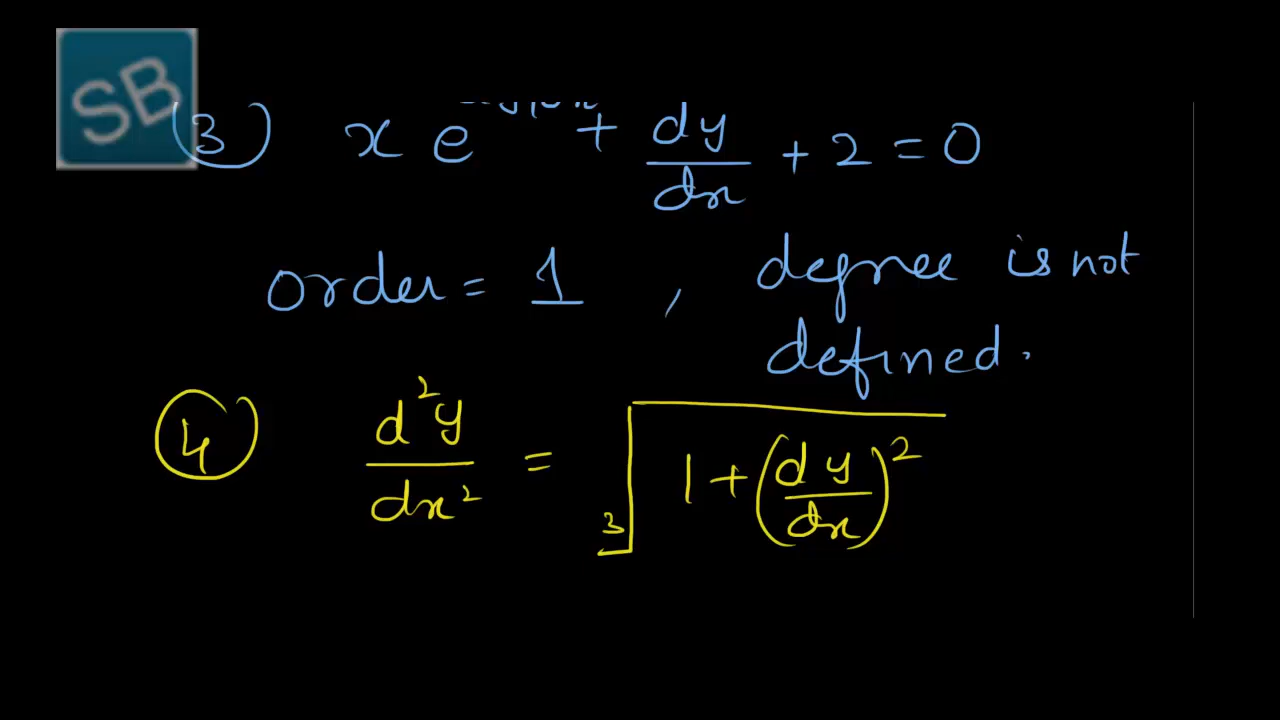 SB
(3) x e + dy/dx + 2 = 0
order = 1 , degree is not
defined.
(4) d²y/dx² = ∛(1 + (dy/dx)²)